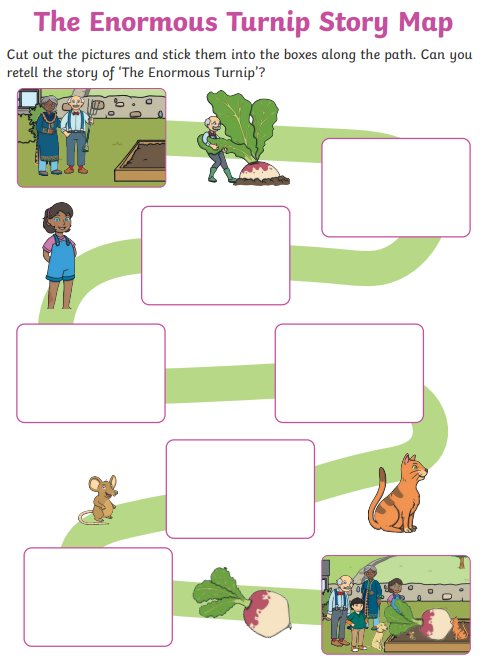 The Enormous Turnip Story Map
Cut out the pictures and stick them into the boxes along the path. Can you
retell the story of ‘The Enormous Turnip’?